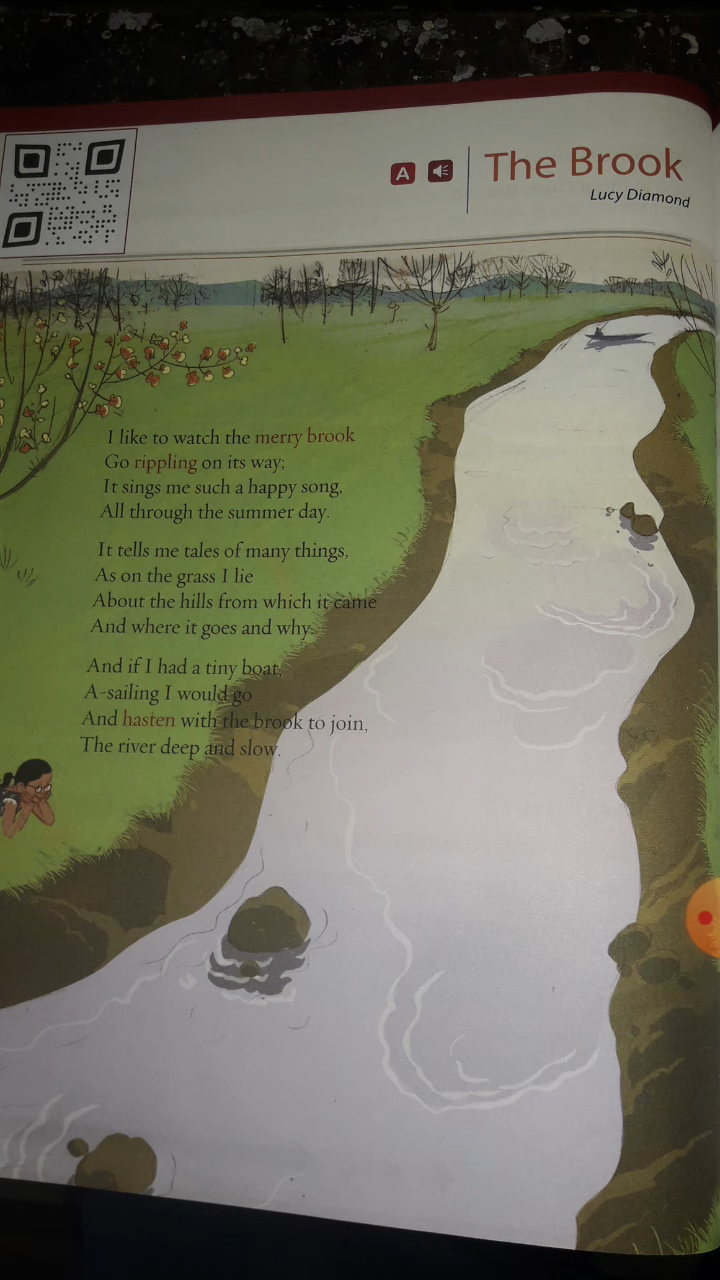 A
The Brook
Lucy Diamond
I like to watch the merry brook
Go rippling on its way;
It sings me such a happy song,
All through the summer day.
It tells me tales of many things,
As on the grass I lie
About the hills from which it came
And where it goes and why.
And if I had a tiny boat,
A-sailing I would go
And hasten with the brook to join,
The river deep and slow.